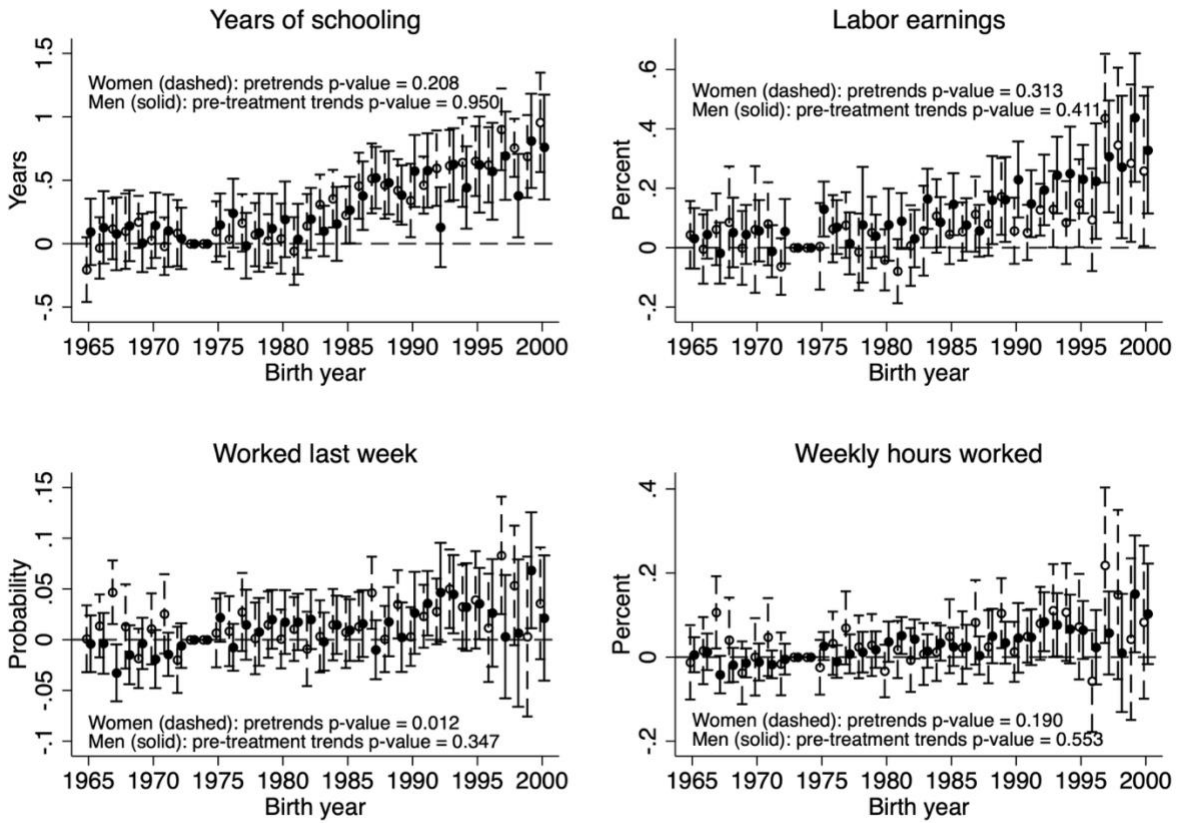 Years of schooling
Women (dashed): pretrends p-value = 0.208
Men (solid): pre-treatment trends p-value = 0.950
Years
1.5
1
.5
0
-.5
1965 1970 1975 1980 1985 1990 1995 2000
Birth year
Labor earnings
Women (dashed): pretrends p-value = 0.313
Men (solid): pre-treatment trends p-value = 0.411
Percent
.6
.4
.2
0
-.2
1965 1970 1975 1980 1985 1990 1995 2000
Birth year
Worked last week
Probability
.15
.1
.05
0
-.05
-.1
Women (dashed): pretrends p-value = 0.012
Men (solid): pre-treatment trends p-value = 0.347
1965 1970 1975 1980 1985 1990 1995 2000
Birth year
Weekly hours worked
Percent
.4
.2
0
-.2
Women (dashed): pretrends p-value = 0.190
Men (solid): pre-treatment trends p-value = 0.553
1965 1970 1975 1980 1985 1990 1995 2000
Birth year